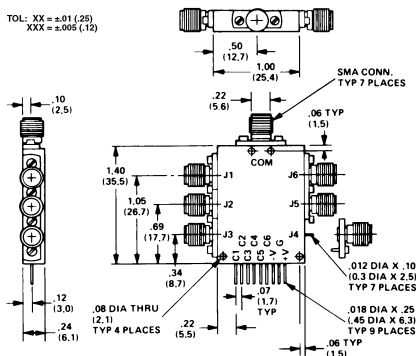 TOL: XX = ±.01 (.25)
XXX = ±.005 (.12)
.50
(12,7)
1.00
(25,4)
SMA CONN.
TYP 7 PLACES
.10
(2,5)
.22
(5.6)
.06 TYP
(1,5)
COM
1,40
(35,5)
1,05
(26,7)
.69
(17,7)
.34
(8,7)
J1
J2
J3
J6
J5
J4
C1
C2
C3
C4
C5
C6
-V
G
+V
.012 DIA X .10
(0.3 DIA X 2,5)
TYP 7 PLACES
.12
(3,0)
.24
(6,1)
.08 DIA THRU
(2,1)
TYP 4 PLACES
.22
(5,5)
.07
(1,7)
TYP
.018 DIA X .25
(.45 DIA X 6,3)
TYP 9 PLACES
.06 TYP
(1,5)